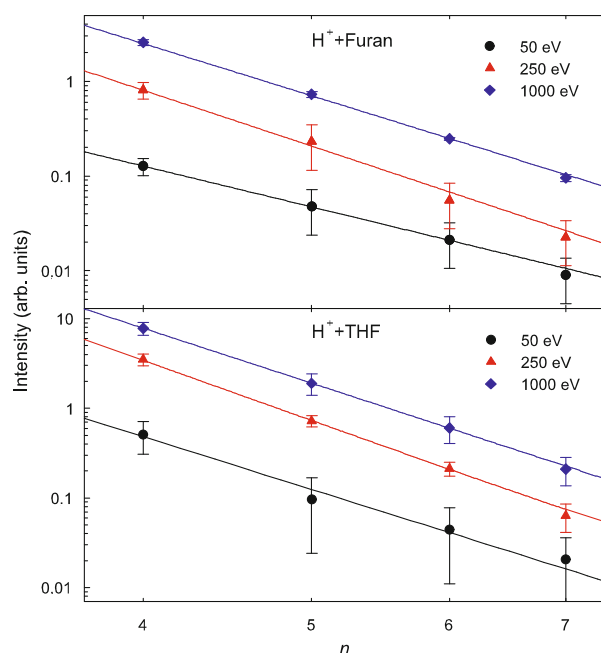 H⁺+Furan
50 eV
250 eV
1000 eV
1
0.1
0.01
Intensity (arb. units)
H⁺+THF
50 eV
250 eV
1000 eV
10
1
0.1
0.01
4 5 6 7
n